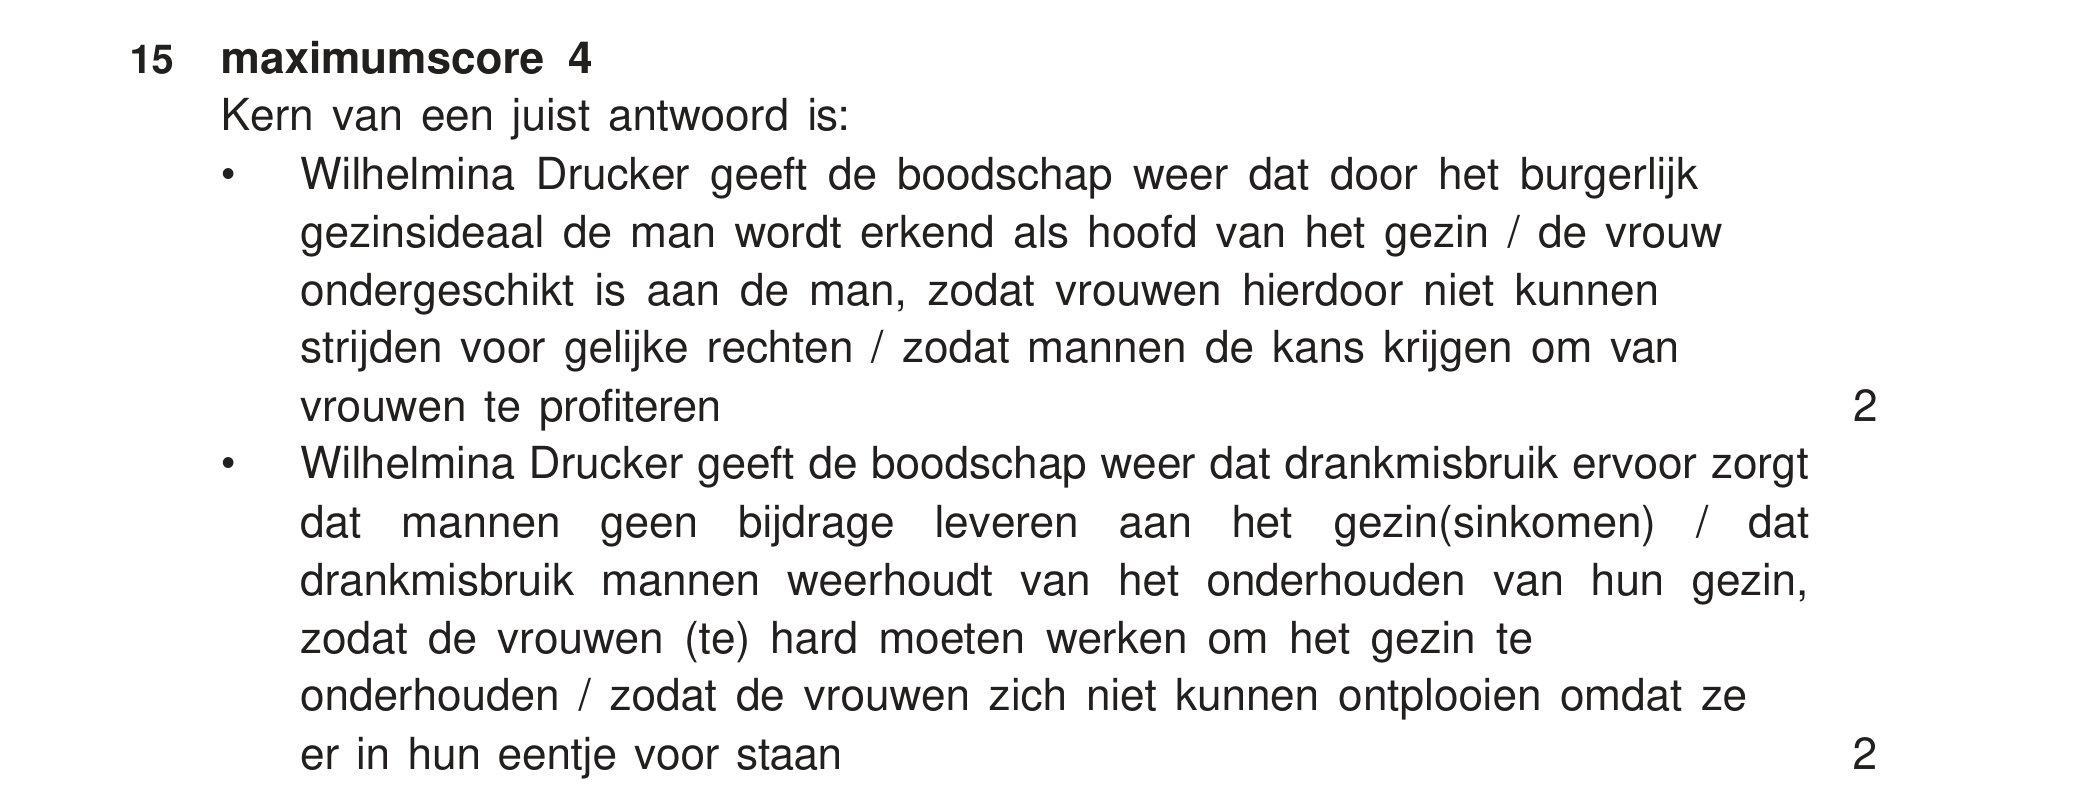 15 maximumscore 4
Kern van een juist antwoord is:
• Wilhelmina Drucker geeft de boodschap weer dat door het burgerlijk
gezinsideaal de man wordt erkend als hoofd van het gezin / de vrouw
ondergeschikt is aan de man, zodat vrouwen hierdoor niet kunnen
strijden voor gelijke rechten / zodat mannen de kans krijgen om van
vrouwen te profiteren 2
• Wilhelmina Drucker geeft de boodschap weer dat drankmisbruik ervoor zorgt
dat mannen geen bijdrage leveren aan het gezin(sinkomen) / dat
drankmisbruik mannen weerhoudt van het onderhouden van hun gezin,
zodat de vrouwen (te) hard moeten werken om het gezin te
onderhouden / zodat de vrouwen zich niet kunnen ontplooien omdat ze
er in hun eentje voor staan 2